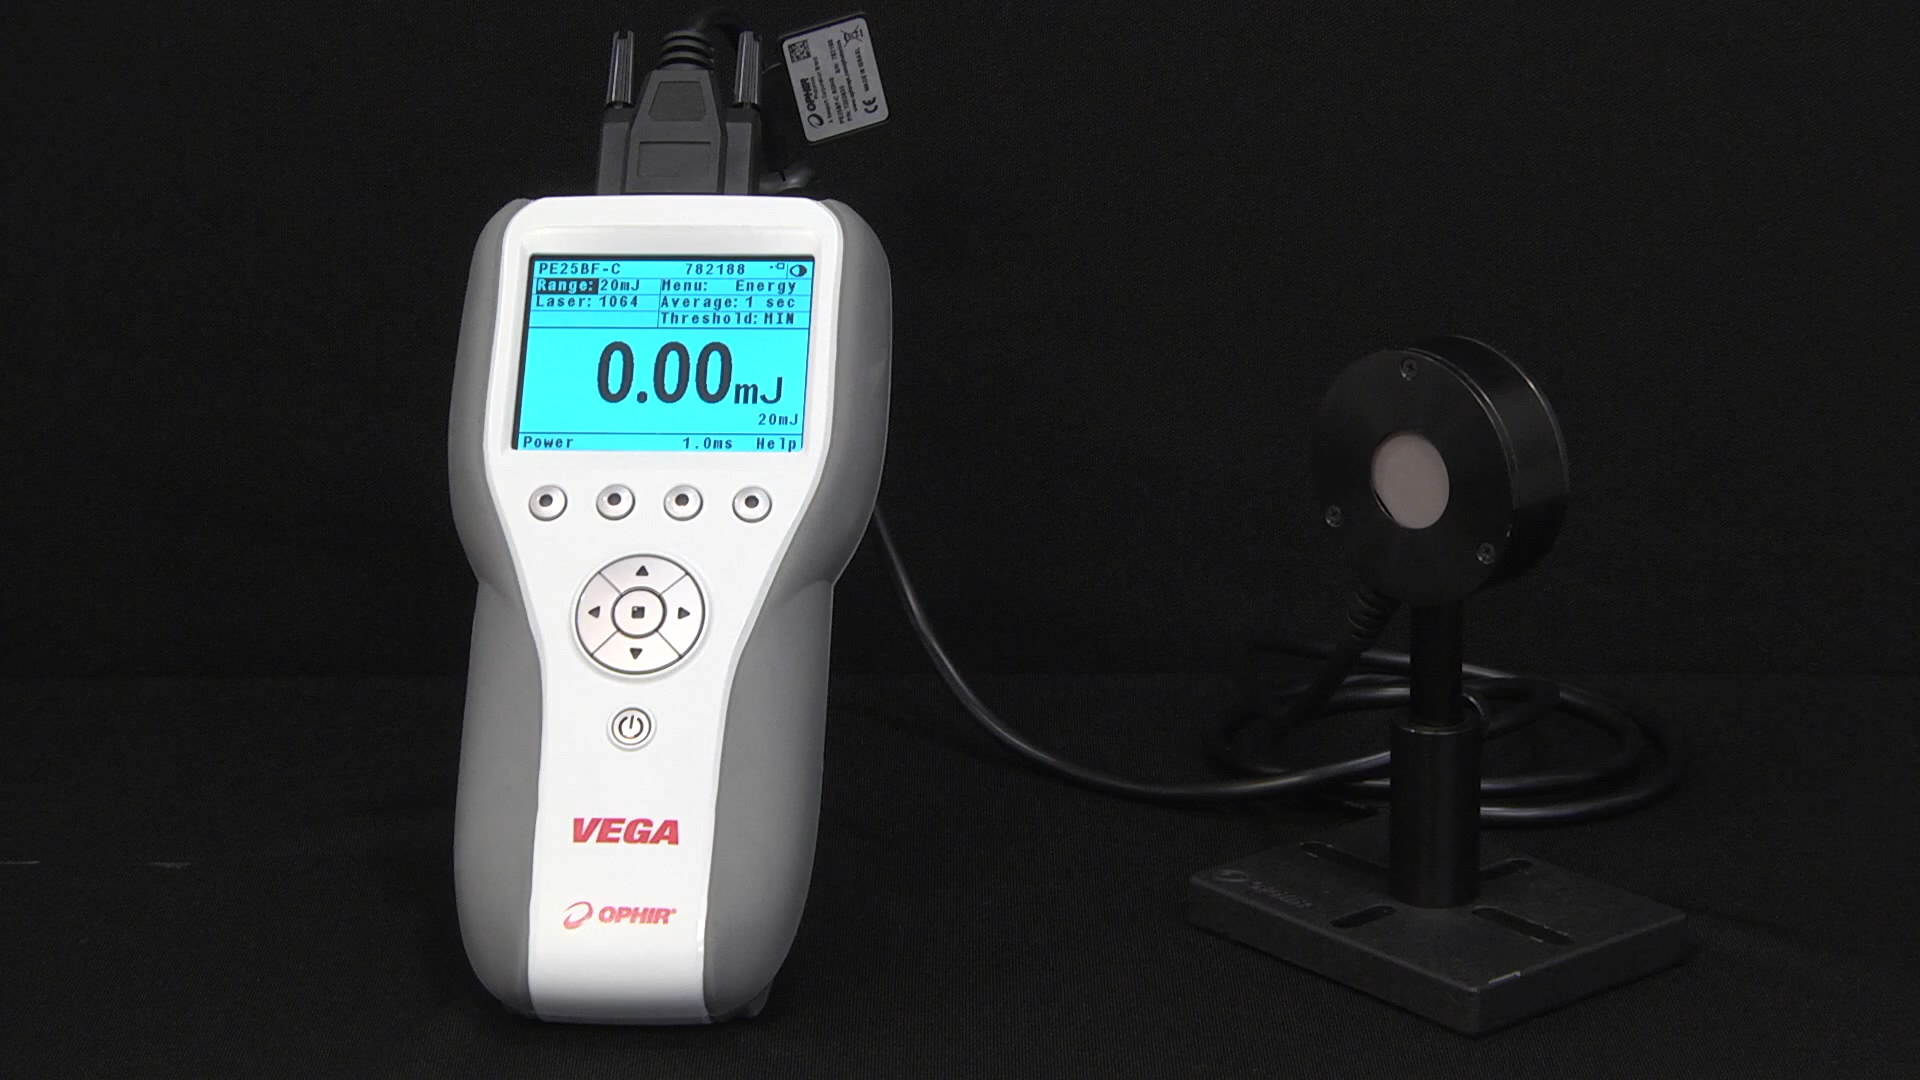 OPHIR
PE25BF-C 782188
Range: 20mJ Menu: Energy
Laser: 1064 Average: 1 sec
Threshold: MIN
0.00mJ
20mJ
Power 1.0ms Help
VEGA
OPHIR